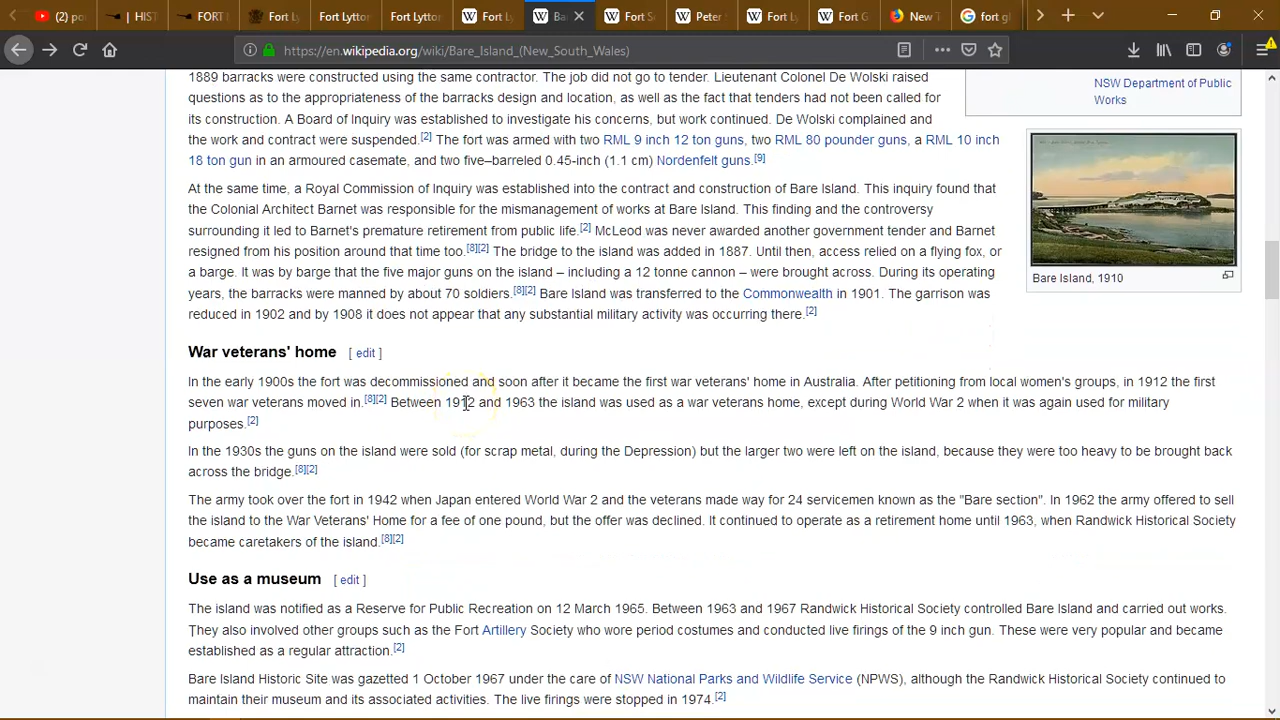 (2) po
| HIST
FORT L
Fort Ly
Fort Lyttor
Fort Lyttor
Fort Ly
Ba
Fort S
Peter
Fort Ly
Fort G
New T
fort gl
https://en.wikipedia.org/wiki/Bare_Island_(New_South_Wales)
1889 barracks were constructed using the same contractor. The job did not go to tender. Lieutenant Colonel De Wolski raised
questions as to the appropriateness of the barracks design and location, as well as the fact that tenders had not been called for
its construction. A Board of Inquiry was established to investigate his concerns, but work continued. De Wolski complained and
the work and contract were suspended.[2] The fort was armed with two RML 9 inch 12 ton guns, two RML 80 pounder guns, a RML 10 inch
18 ton gun in an armoured casemate, and two five–barreled 0.45-inch (1.1 cm) Nordenfelt guns.[9]
NSW Department of Public
Works
At the same time, a Royal Commission of Inquiry was established into the contract and construction of Bare Island. This inquiry found that
the Colonial Architect Barnet was responsible for the mismanagement of works at Bare Island. This finding and the controversy
surrounding it led to Barnet's premature retirement from public life.[2] McLeod was never awarded another government tender and Barnet
resigned from his position around that time too.[8][2] The bridge to the island was added in 1887. Until then, access relied on a flying fox, or
a barge. It was by barge that the five major guns on the island – including a 12 tonne cannon – were brought across. During its operating
years, the barracks were manned by about 70 soldiers.[8][2] Bare Island was transferred to the Commonwealth in 1901. The garrison was
reduced in 1902 and by 1908 it does not appear that any substantial military activity was occurring there.[2]
Bare Island, 1910
War veterans' home [ edit ]
In the early 1900s the fort was decommissioned and soon after it became the first war veterans' home in Australia. After petitioning from local women's groups, in 1912 the first
seven war veterans moved in.[8][2] Between 1912 and 1963 the island was used as a war veterans home, except during World War 2 when it was again used for military
purposes.[2]
In the 1930s the guns on the island were sold (for scrap metal, during the Depression) but the larger two were left on the island, because they were too heavy to be brought back
across the bridge.[8][2]
The army took over the fort in 1942 when Japan entered World War 2 and the veterans made way for 24 servicemen known as the "Bare section". In 1962 the army offered to sell
the island to the War Veterans' Home for a fee of one pound, but the offer was declined. It continued to operate as a retirement home until 1963, when Randwick Historical Society
became caretakers of the island.[8][2]
Use as a museum [ edit ]
The island was notified as a Reserve for Public Recreation on 12 March 1965. Between 1963 and 1967 Randwick Historical Society controlled Bare Island and carried out works.
They also involved other groups such as the Fort Artillery Society who wore period costumes and conducted live firings of the 9 inch gun. These were very popular and became
established as a regular attraction.[2]
Bare Island Historic Site was gazetted 1 October 1967 under the care of NSW National Parks and Wildlife Service (NPWS), although the Randwick Historical Society continued to
maintain their museum and its associated activities. The live firings were stopped in 1974.[2]